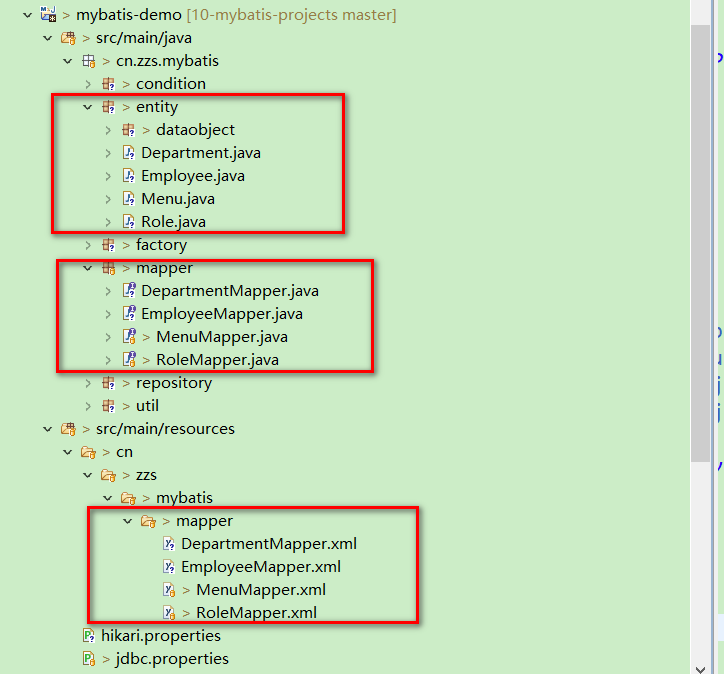 > mybatis-demo [10-mybatis-projects master]
> src/main/java
> cn.zzs.mybatis
> condition
> entity
> dataobject
Department.java
Employee.java
Menu.java
Role.java
> factory
> mapper
DepartmentMapper.java
EmployeeMapper.java
> MenuMapper.java
> RoleMapper.java
> repository
> util
> src/main/resources
> cn
> zzs
> mybatis
> mapper
DepartmentMapper.xml
EmployeeMapper.xml
> MenuMapper.xml
> RoleMapper.xml
hikari.properties
> jdbc.properties